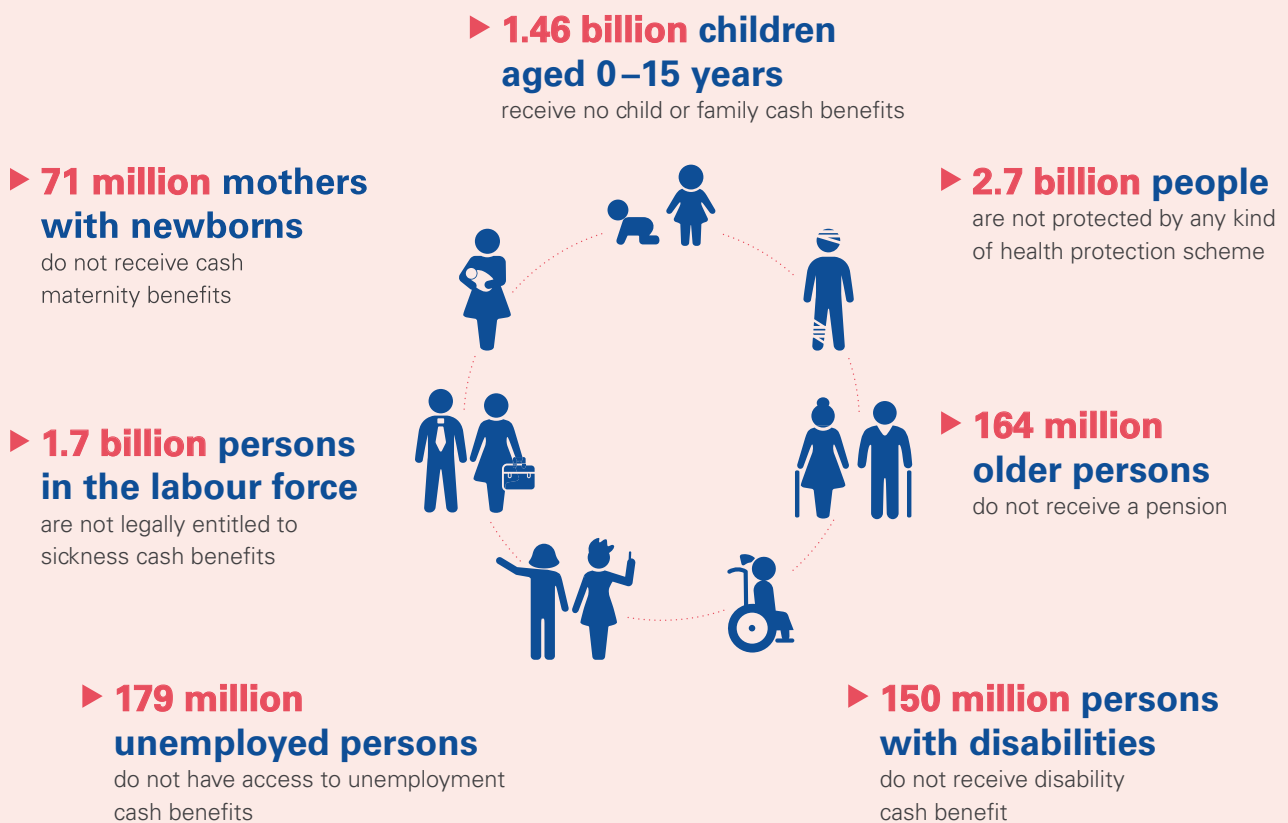 ▶ 1.46 billion children
aged 0–15 years
receive no child or family cash benefits
▶ 71 million mothers
with newborns
do not receive cash
maternity benefits
▶ 2.7 billion people
are not protected by any kind
of health protection scheme
▶ 1.7 billion persons
in the labour force
are not legally entitled to
sickness cash benefits
▶ 164 million
older persons
do not receive a pension
▶ 179 million
unemployed persons
do not have access to unemployment
cash benefits
▶ 150 million persons
with disabilities
do not receive disability
cash benefit